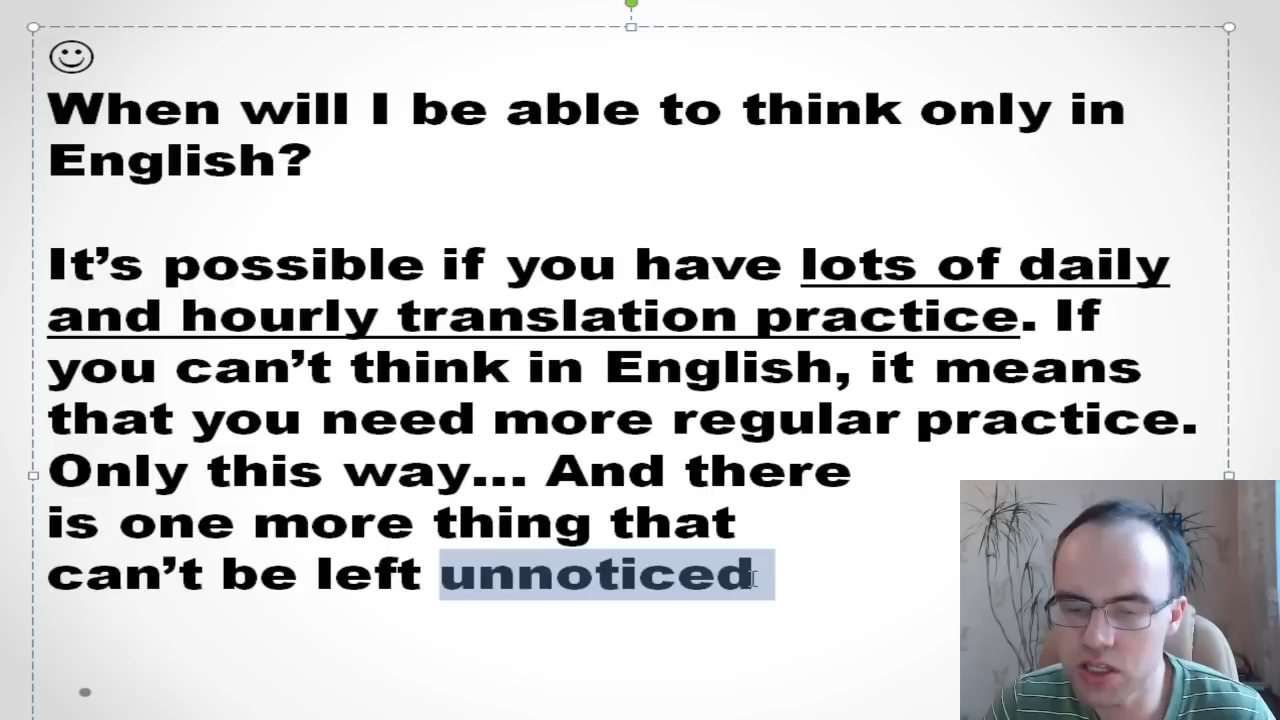 When will I be able to think only in
English?
It’s possible if you have lots of daily
and hourly translation practice. If
you can’t think in English, it means
that you need more regular practice.
Only this way... And there
is one more thing that
can’t be left unnoticed